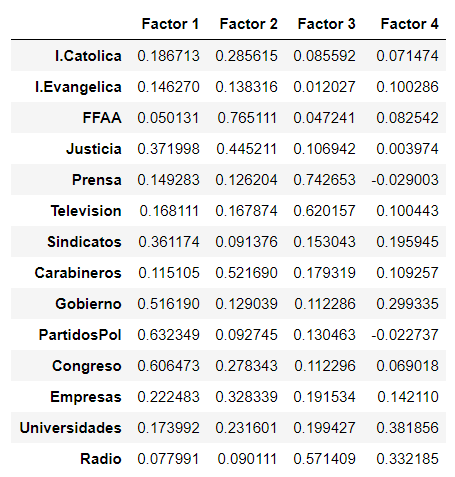 Factor 1 Factor 2 Factor 3 Factor 4
I.Catolica 0.186713 0.285615 0.085592 0.071474
I.Evangelica 0.146270 0.138316 0.012027 0.100286
FFAA 0.050131 0.765111 0.047241 0.082542
Justicia 0.371998 0.445211 0.106942 0.003974
Prensa 0.149283 0.126204 0.742653 -0.029003
Television 0.168111 0.167874 0.620157 0.100443
Sindicatos 0.361174 0.091376 0.153043 0.195945
Carabineros 0.115105 0.521690 0.179319 0.109257
Gobierno 0.516190 0.129039 0.112286 0.299335
PartidosPol 0.632349 0.092745 0.130463 -0.022737
Congreso 0.606473 0.278343 0.112296 0.069018
Empresas 0.222483 0.328339 0.191534 0.142110
Universidades 0.173992 0.231601 0.199427 0.381856
Radio 0.077991 0.090111 0.571409 0.332185